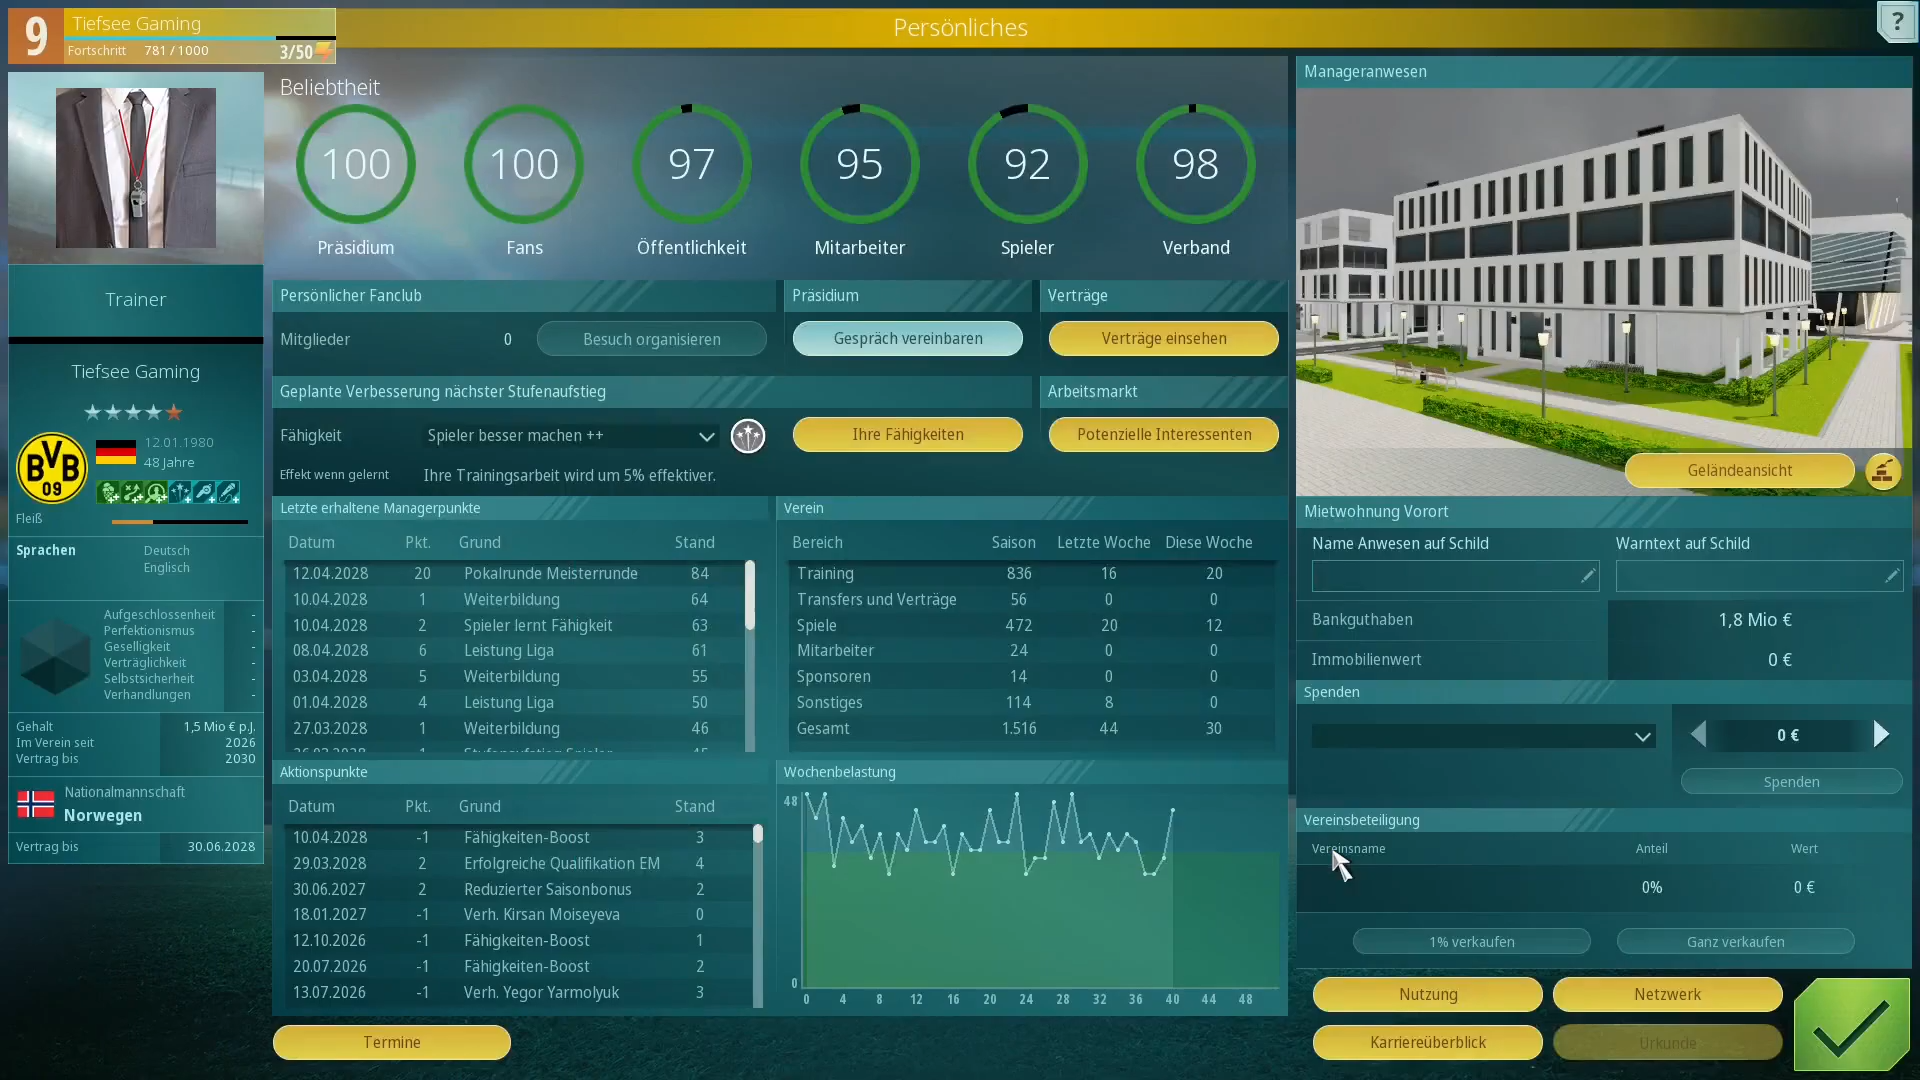 9
Tiefsee Gaming
Fortschritt 781 / 1000
3/50
Persönliches
?
Trainer
Tiefsee Gaming
BVB 09
12.01.1980
48 Jahre
Fleiß
Sprachen Deutsch
Englisch
Aufgeschlossenheit -
Perfektionismus -
Geselligkeit -
Verträglichkeit -
Selbstsicherheit -
Verhandlungen -
Gehalt 1,5 Mio € p.J.
Im Verein seit 2026
Vertrag bis 2030
Nationalmannschaft
Norwegen
Vertrag bis 30.06.2028
Beliebtheit
100 100 97 95 92 98
Präsidium Fans Öffentlichkeit Mitarbeiter Spieler Verband
Persönlicher Fanclub
Mitglieder 0 Besuch organisieren
Präsidium
Gespräch vereinbaren
Verträge
Verträge einsehen
Geplante Verbesserung nächster Stufenaufstieg
Fähigkeit Spieler besser machen ++
Ihre Fähigkeiten
Effekt wenn gelernt Ihre Trainingsarbeit wird um 5% effektiver.
Arbeitsmarkt
Potenzielle Interessenten
Letzte erhaltene Managerpunkte
Datum Pkt. Grund Stand
12.04.2028 20 Pokalrunde Meisterrunde 84
10.04.2028 1 Weiterbildung 64
10.04.2028 2 Spieler lernt Fähigkeit 63
08.04.2028 6 Leistung Liga 61
03.04.2028 5 Weiterbildung 55
01.04.2028 4 Leistung Liga 50
27.03.2028 1 Weiterbildung 46
26.03.2028 1 Stufenaufstieg Spieler 45
Verein
Bereich Saison Letzte Woche Diese Woche
Training 836 16 20
Transfers und Verträge 56 0 0
Spiele 472 20 12
Mitarbeiter 24 0 0
Sponsoren 14 0 0
Sonstiges 114 8 0
Gesamt 1.516 44 30
Aktionspunkte
Datum Pkt. Grund Stand
10.04.2028 -1 Fähigkeiten-Boost 3
29.03.2028 2 Erfolgreiche Qualifikation EM 4
30.06.2027 2 Reduzierter Saisonbonus 2
18.01.2027 -1 Verh. Kirsan Moiseyeva 0
12.10.2026 -1 Fähigkeiten-Boost 1
20.07.2026 -1 Fähigkeiten-Boost 2
13.07.2026 -1 Verh. Yegor Yarmolyuk 3
Wochenbelastung
48
0
0 4 8 12 16 20 24 28 32 36 40 44 48
Termine
Manageranwesen
Geländeansicht
Mietwohnung Vorort
Name Anwesen auf Schild Warntext auf Schild
Bankguthaben 1,8 Mio €
Immobilienwert 0 €
Spenden
0 €
Spenden
Vereinsbeteiligung
Vereinsname Anteil Wert
0% 0 €
1% verkaufen Ganz verkaufen
Nutzung Netzwerk
Karriereüberblick Urkunde